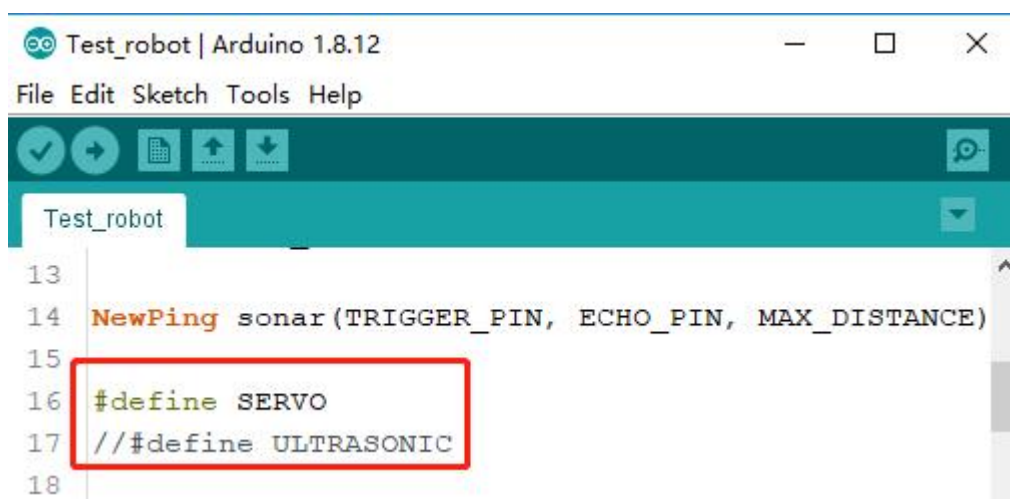 Test_robot | Arduino 1.8.12
File Edit Sketch Tools Help
Test_robot
13
14 NewPing sonar(TRIGGER_PIN, ECHO_PIN, MAX_DISTANCE)
15
16 #define SERVO
17 //#define ULTRASONIC
18